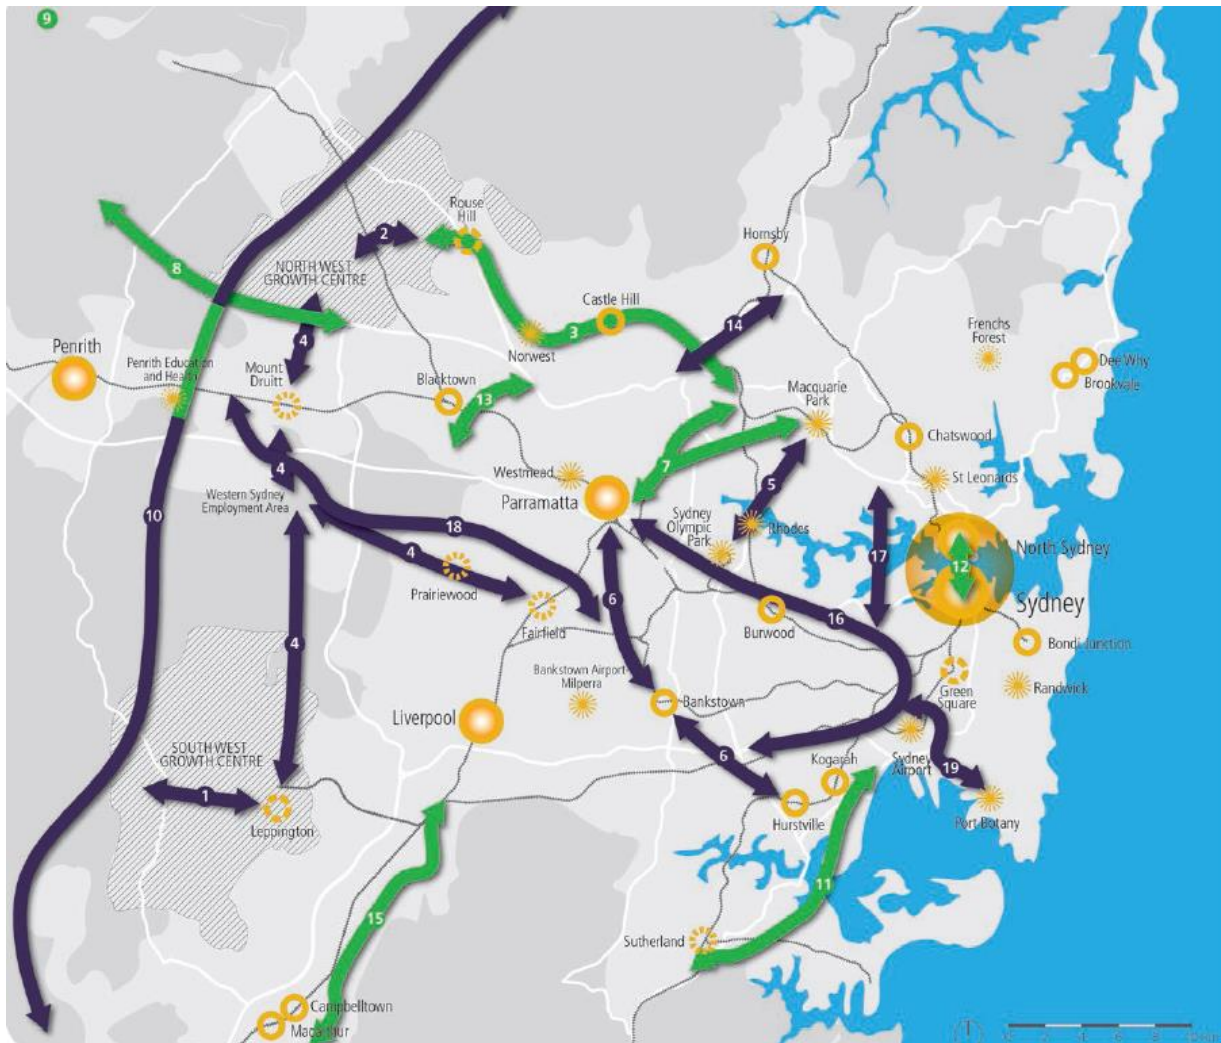 9
Rouse
Hill
2
Hornsby
NORTH WEST
GROWTH CENTRE
8
Castle Hill
14
3
Norwest
4
Frenchs
Forest
Penrith
Penrith Education
and Health
Mount
Druitt
Blacktown
13
Macquarie
Park
Dee Why
Brookvale
Chatswood
4
Westmead
7
St Leonards
Western Sydney
Employment Area
Parramatta
5
10
Sydney
Olympic
Park
Rhodes
18
4
17
North Sydney
12
Prairiewood
6
Sydney
Fairfield
Burwood
16
4
Bondi Junction
Bankstown Airport-
Milperra
Bankstown
Green
Square
Randwick
Liverpool
SOUTH WEST
GROWTH CENTRE
6
Kogarah
Sydney
Airport
19
1
Leppington
Hurstville
Port Botany
11
15
Sutherland
Campbelltown